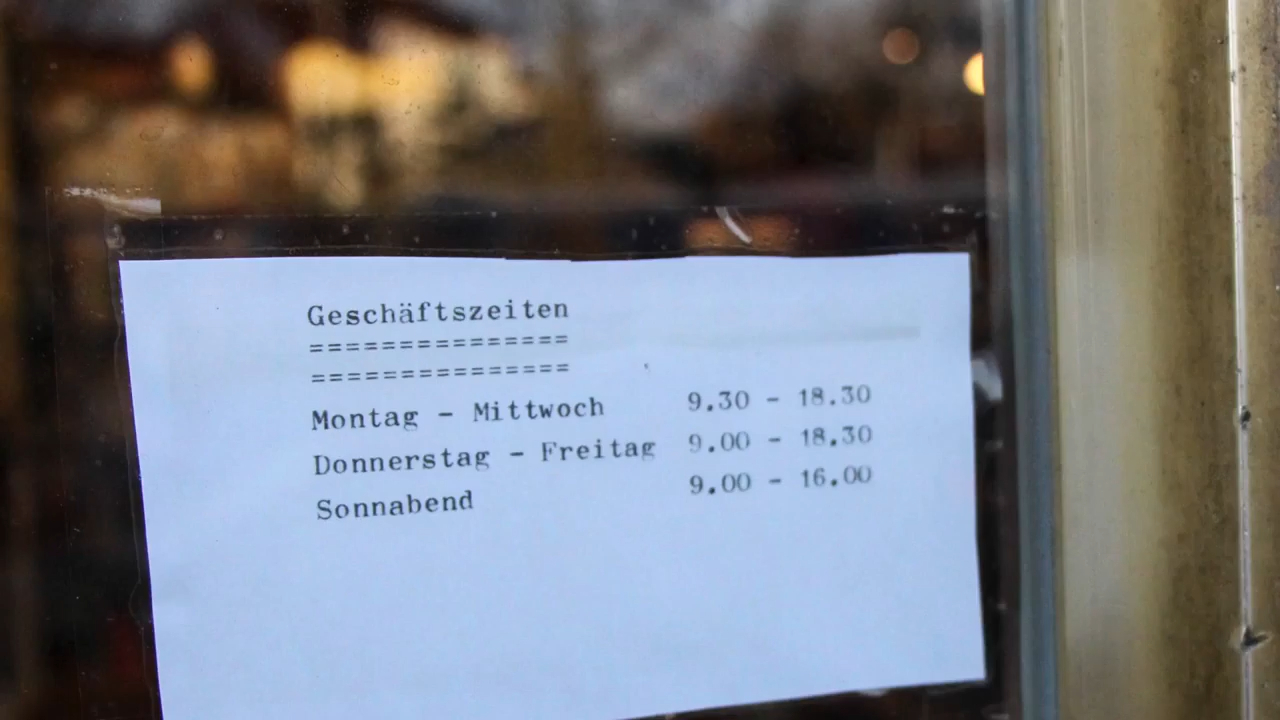 Geschäftszeiten
===============
===============
Montag - Mittwoch 9.30 - 18.30
Donnerstag - Freitag 9.00 - 18.30
Sonnabend 9.00 - 16.00